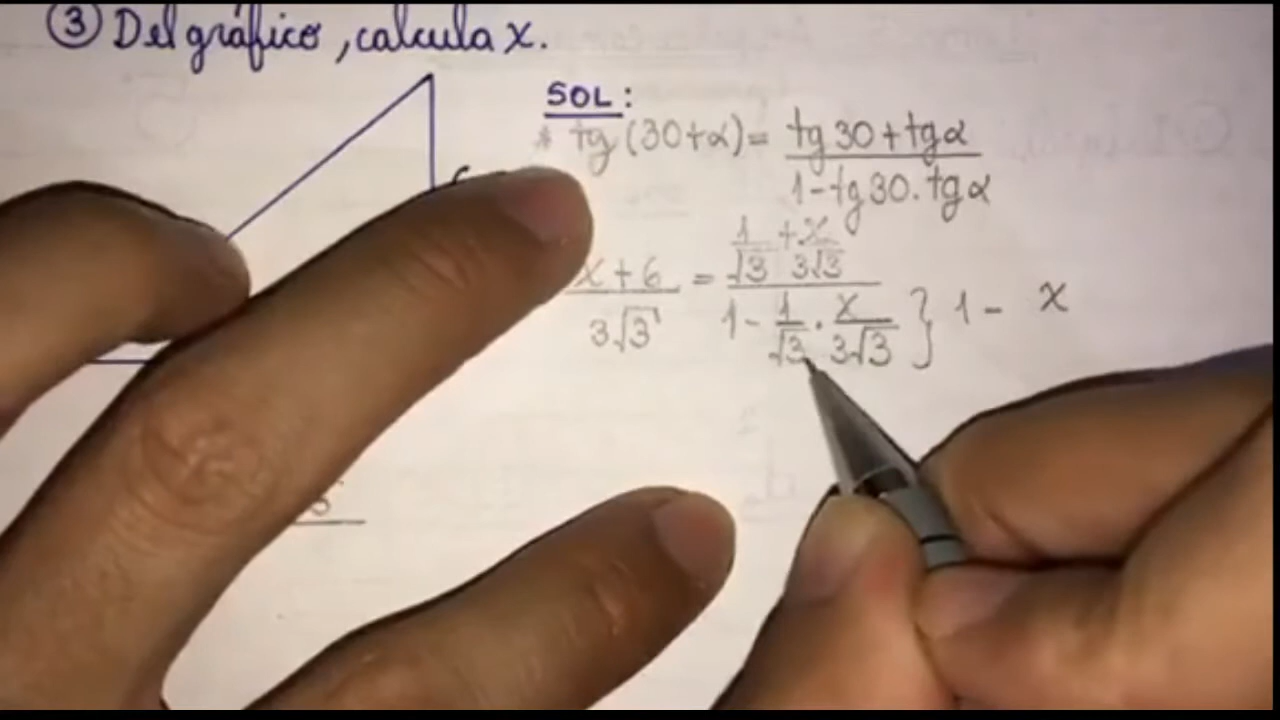 ③ Del gráfico, calcula x.
SOL:
* tg(30+α) = tg30 + tgα / 1 - tg30 . tgα
x + 6 / 3√3 = 1/√3 + x/3√3 / 1 - 1/√3 . x/3√3 } 1 - x